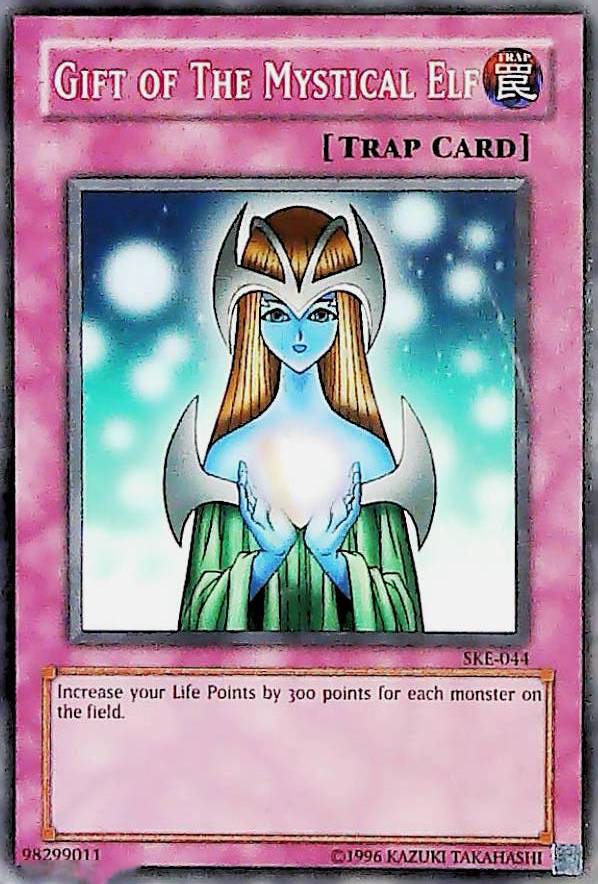 GIFT OF THE MYSTICAL ELF
TRAP
罠
[TRAP CARD]
SKE-044
Increase your Life Points by 300 points for each monster on
the field.
98299011
©1996 KAZUKI TAKAHASHI